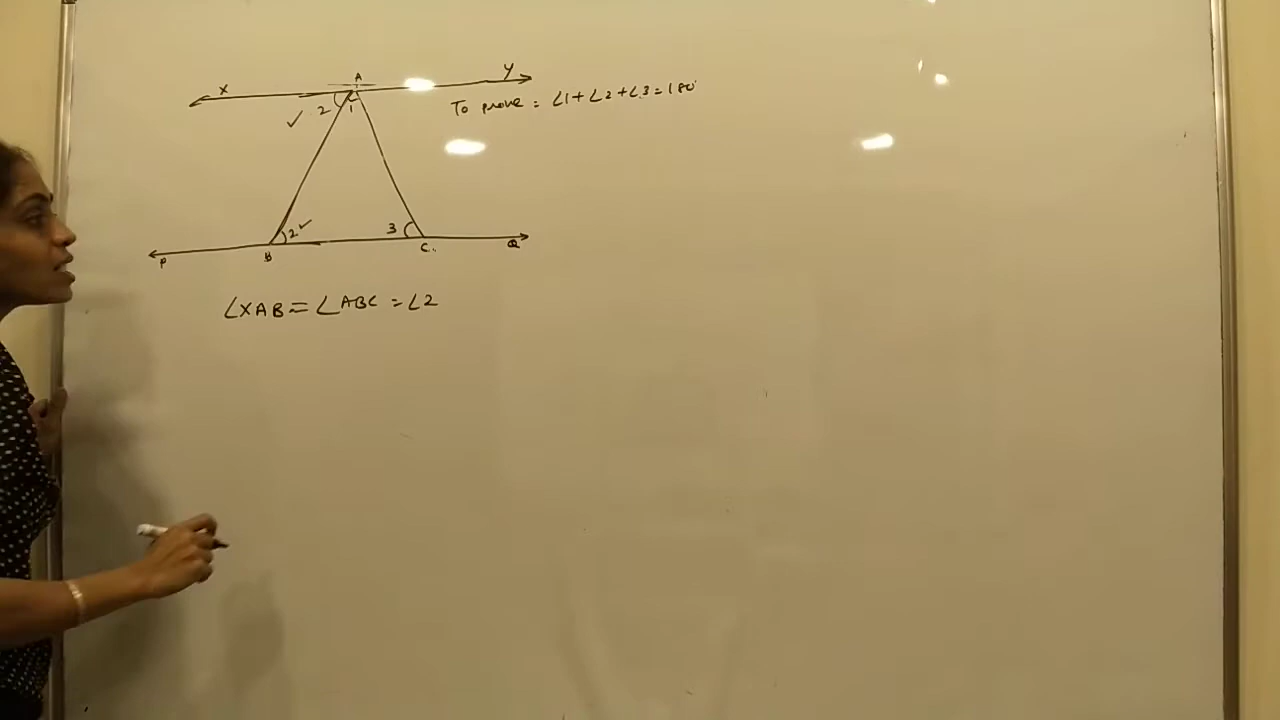 A
X
Y
2
1
✓
To prove = ∠1 + ∠2 + ∠3 = 180°
2 ✓
3
P
B
C
Q
∠XAB = ∠ABC = ∠2